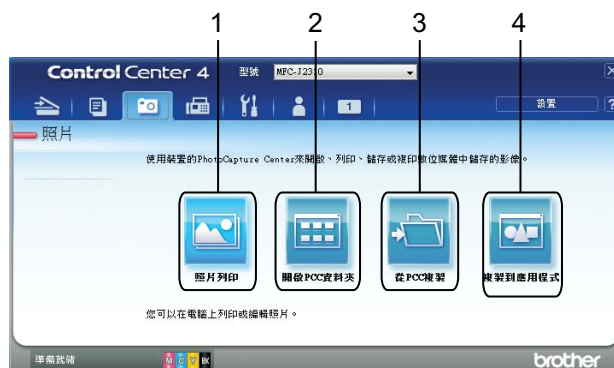 1 2 3 4
Control Center 4 型號 MFC-J2310
1 設置 ?
照片
使用裝置的PhotoCapture Center來開啟、列印、儲存或複印數位媒體中儲存的影像。
照片列印 開啟PCC資料夾 從PCC複製 複製到應用程式
您可以在電腦上列印或編輯照片。
準備就緒 M C Y BK brother